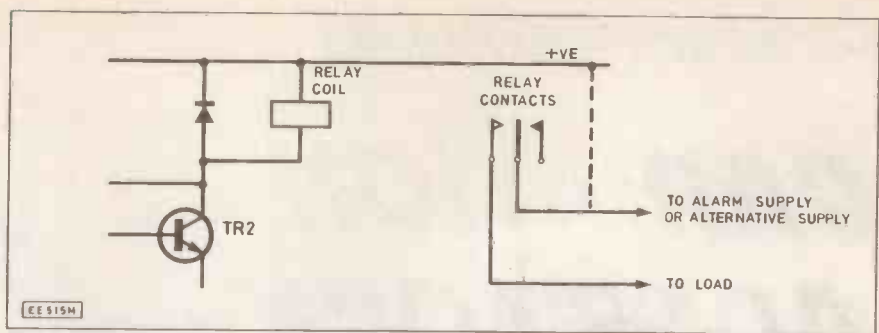 +VE
RELAY
COIL
RELAY
CONTACTS
TR2
TO ALARM SUPPLY
OR ALTERNATIVE SUPPLY
TO LOAD
EE515M